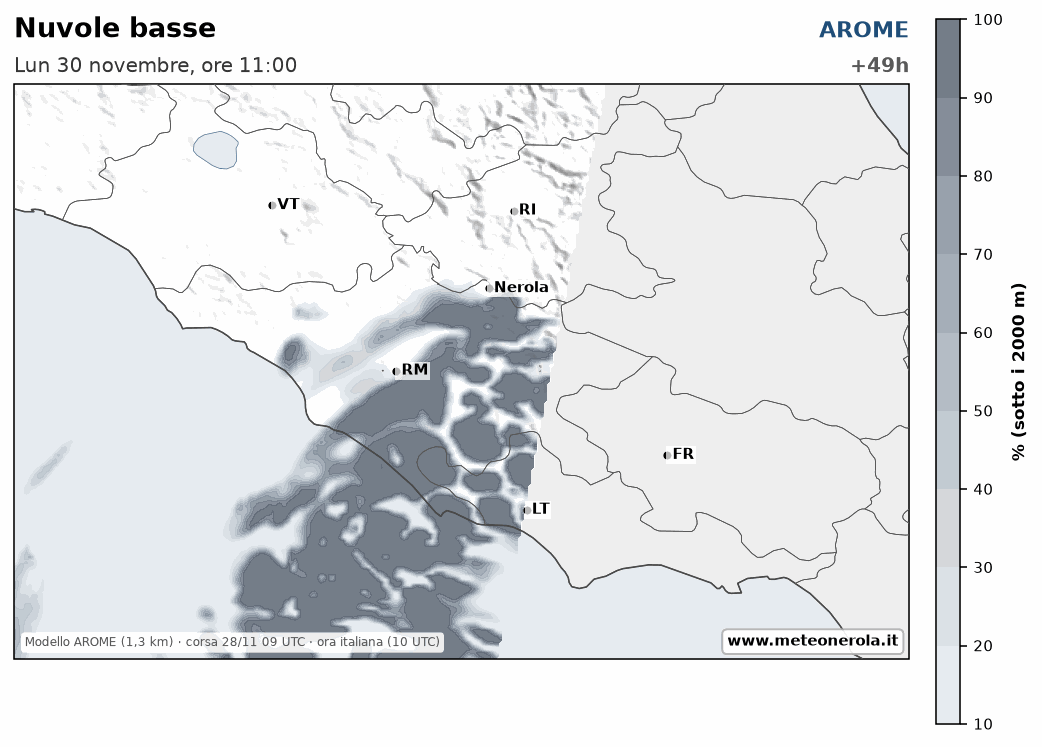 Nuvole basse
AROME
Lun 30 novembre, ore 11:00
+49h
100
90
80
70
60
50
40
30
20
10
% (sotto i 2000 m)
VT
RI
Nerola
RM
FR
LT
Modello AROME (1,3 km) · corsa 28/11 09 UTC · ora italiana (10 UTC)
www.meteonerola.it